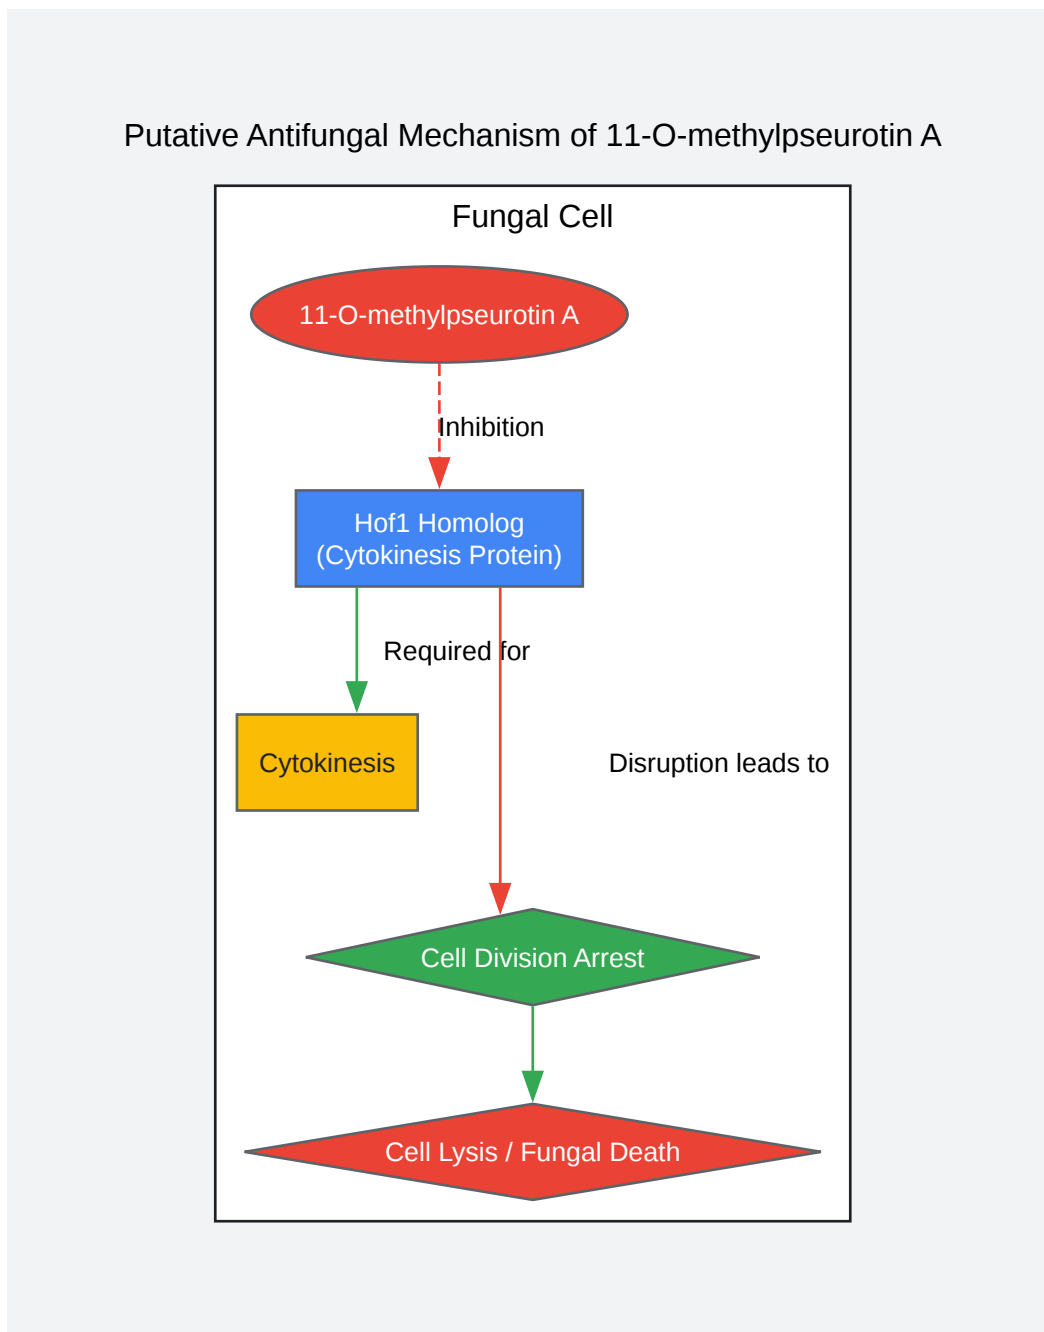 Putative Antifungal Mechanism of 11-O-methylpseurotin A
Fungal Cell
11-O-methylpseurotin A
Inhibition
Hof1 Homolog
(Cytokinesis Protein)
Required for
Cytokinesis
Disruption leads to
Cell Division Arrest
Cell Lysis / Fungal Death